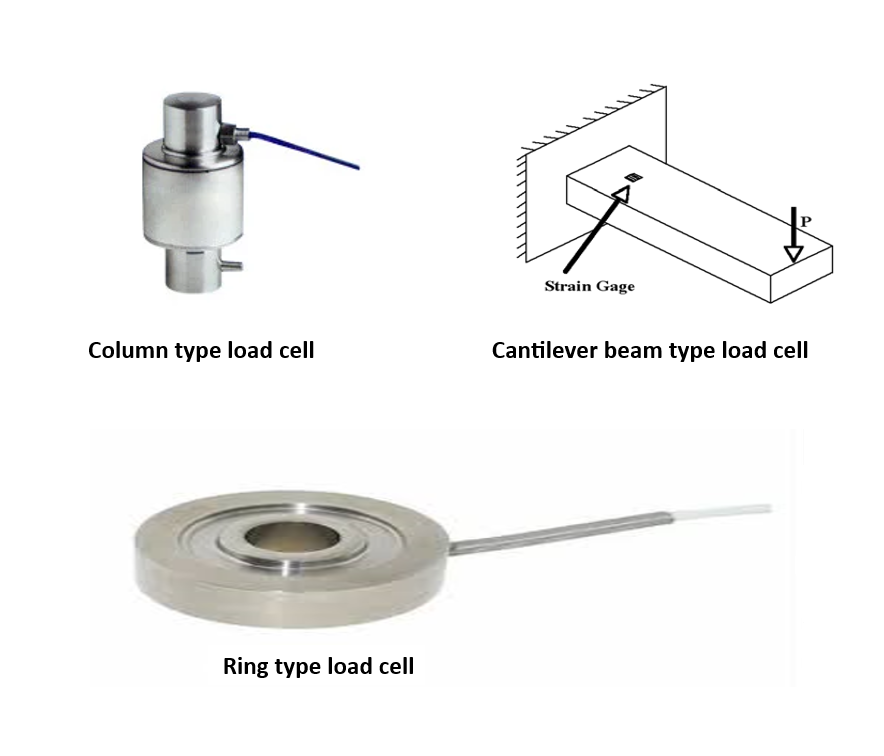 P
Strain Gage
Column type load cell
Cantilever beam type load cell
Ring type load cell